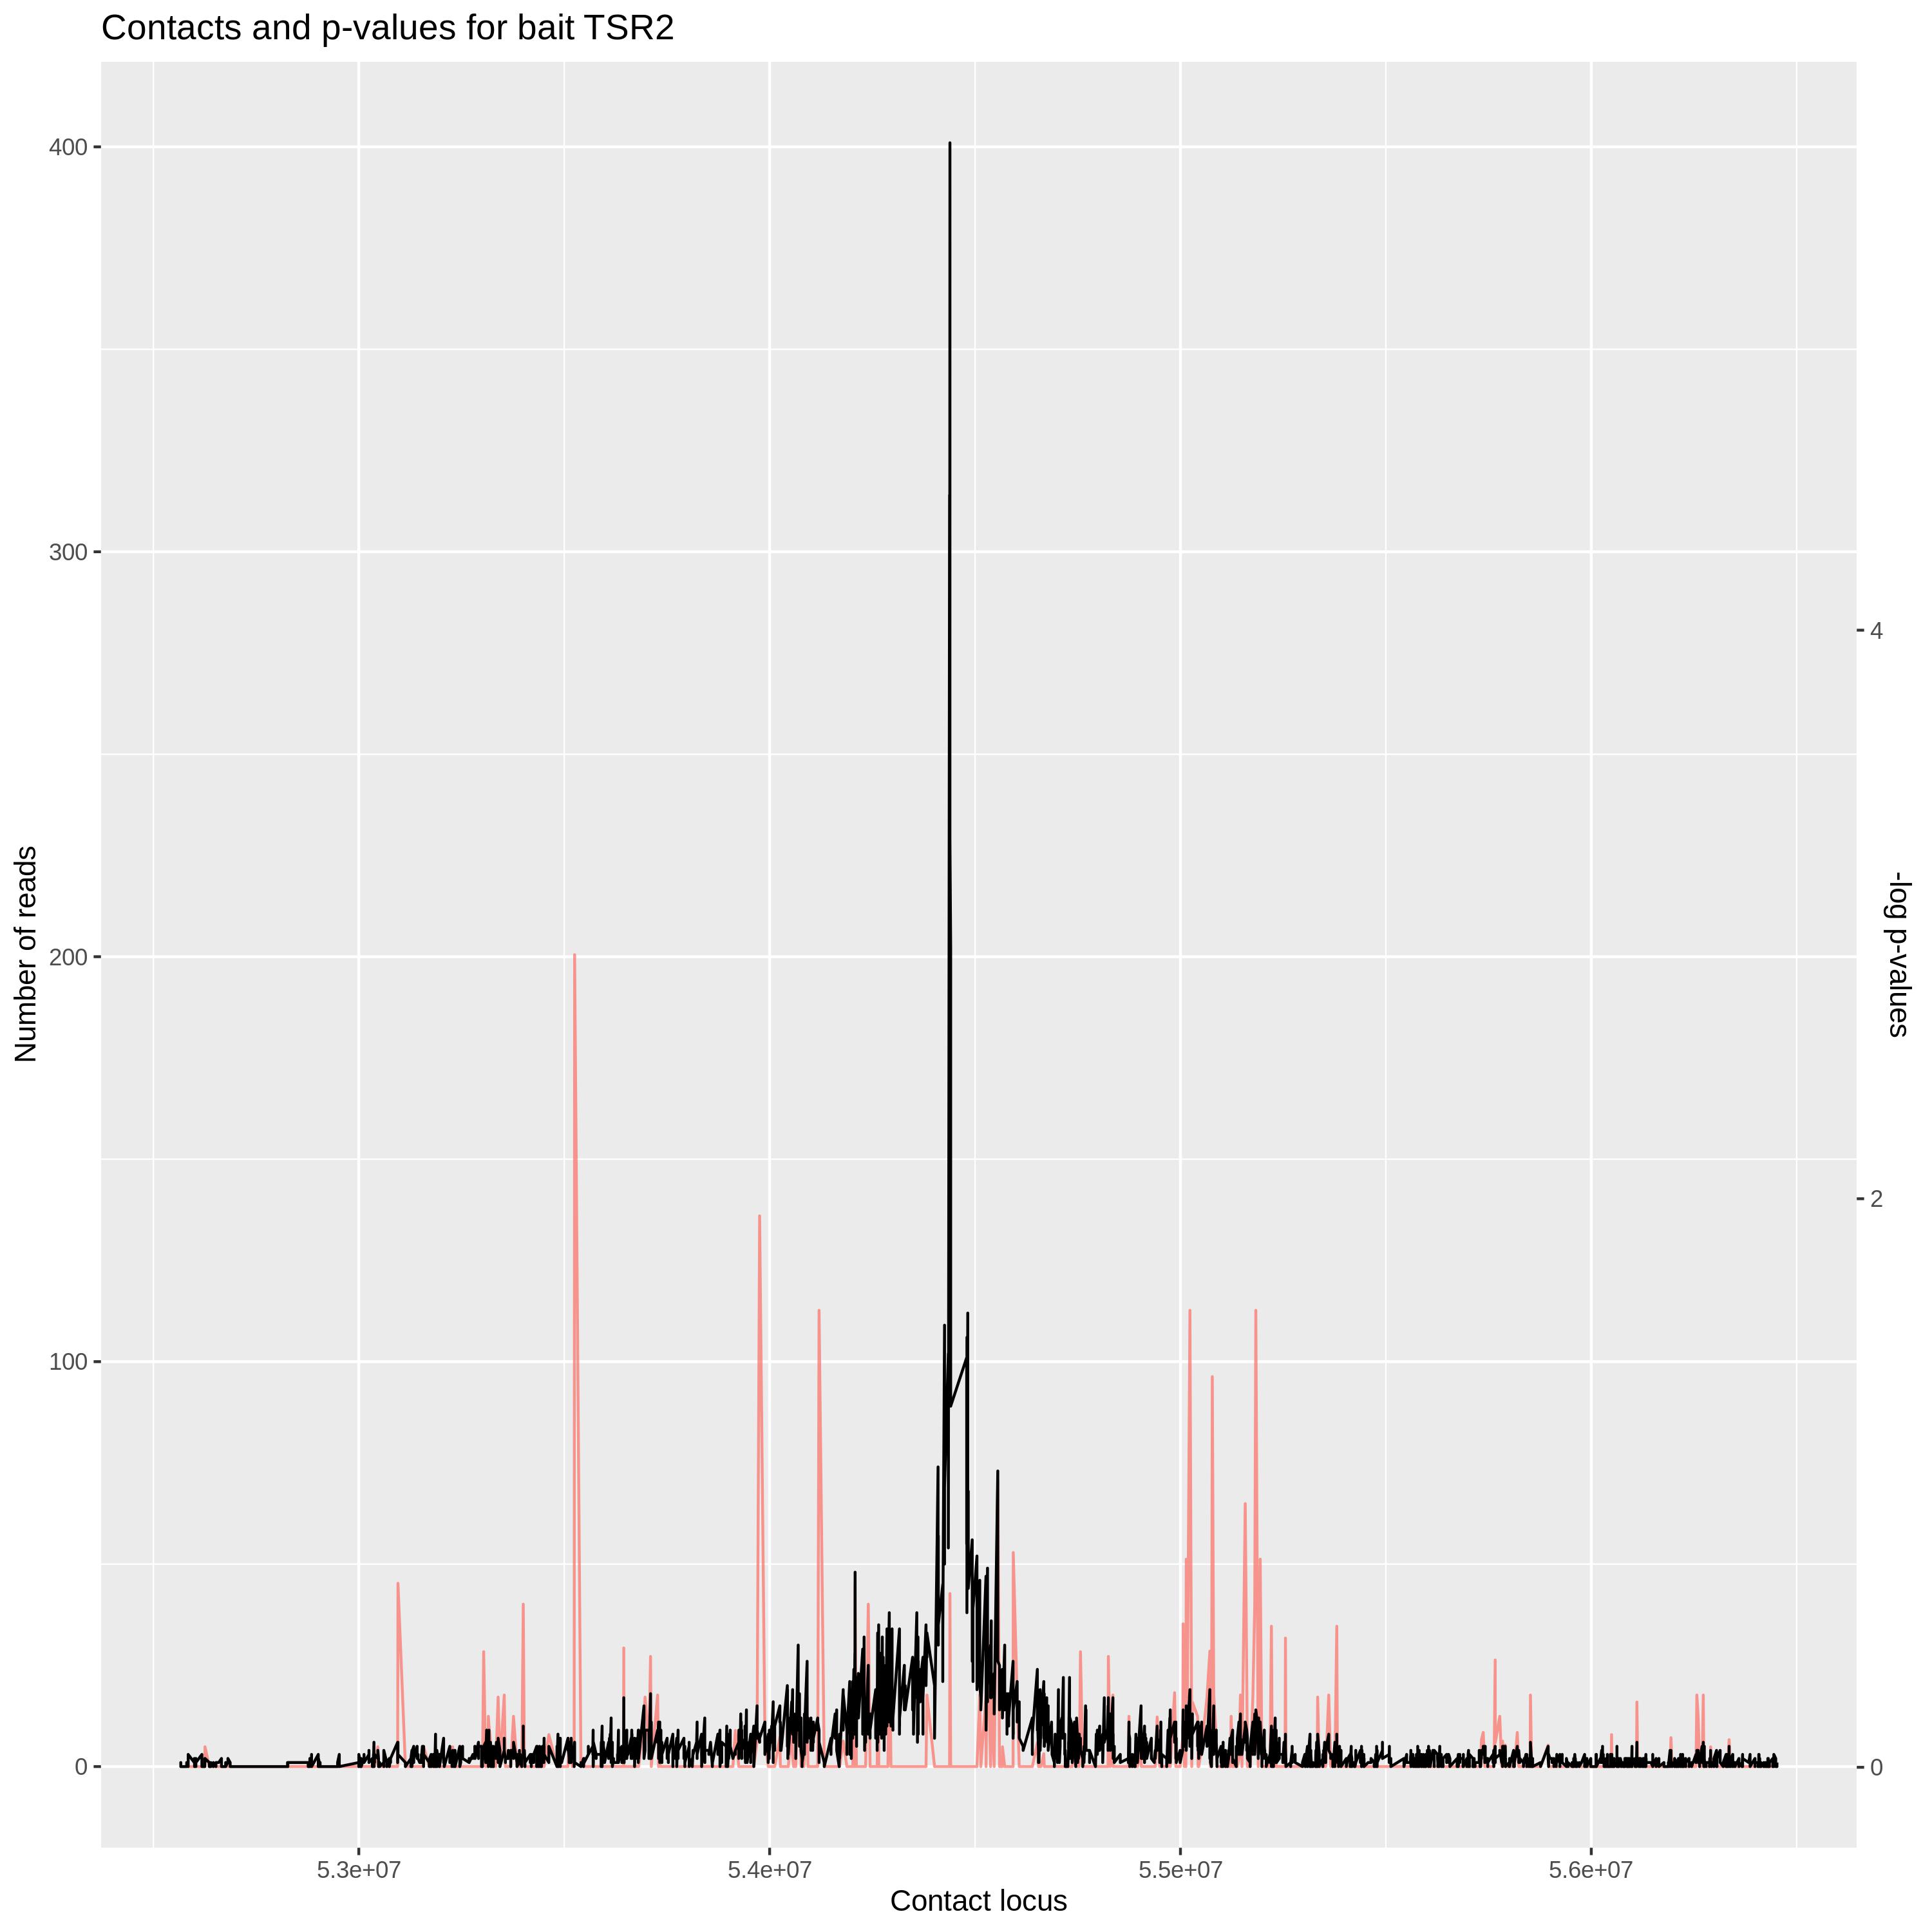 Contacts and p-values for bait TSR2
400
300
200
100
0
Number of reads
4
2
0
-log p-values
5.3e+07
5.4e+07
5.5e+07
5.6e+07
Contact locus